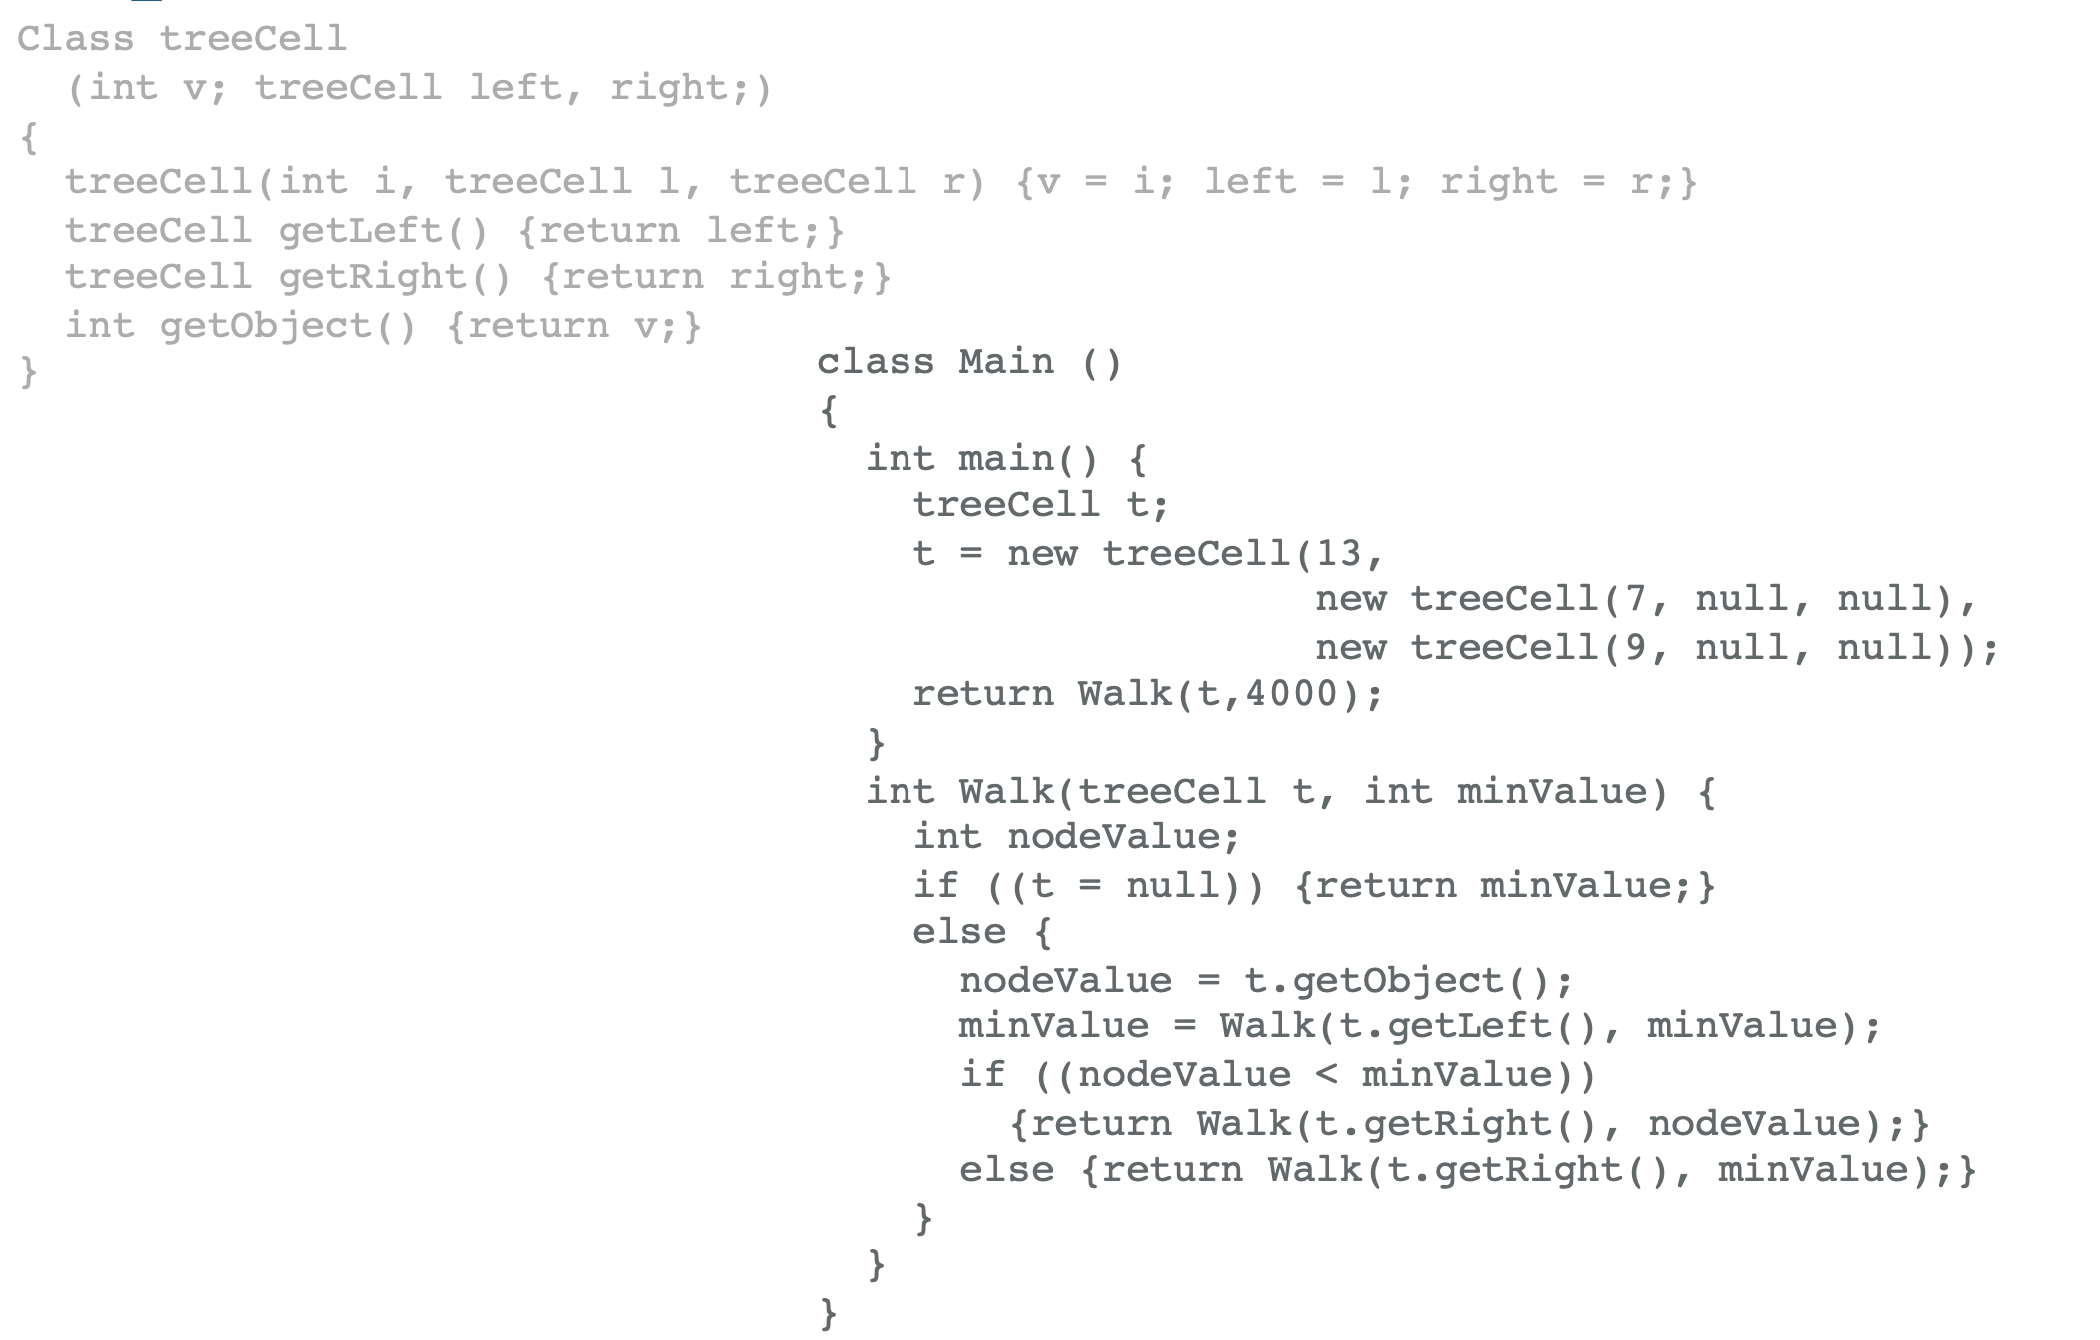 Class treeCell
(int v; treeCell left, right;)
{
treeCell(int i, treeCell l, treeCell r) {v = i; left = l; right = r;}
treeCell getLeft() {return left;}
treeCell getRight() {return right;}
int getObject() {return v;}
}
class Main ()
{
int main() {
treeCell t;
t = new treeCell(13,
new treeCell(7, null, null),
new treeCell(9, null, null));
return Walk(t,4000);
}
int Walk(treeCell t, int minValue) {
int nodeValue;
if ((t = null)) {return minValue;}
else {
nodeValue = t.getObject();
minValue = Walk(t.getLeft(), minValue);
if ((nodeValue < minValue))
{return Walk(t.getRight(), nodeValue);}
else {return Walk(t.getRight(), minValue);}
}
}
}